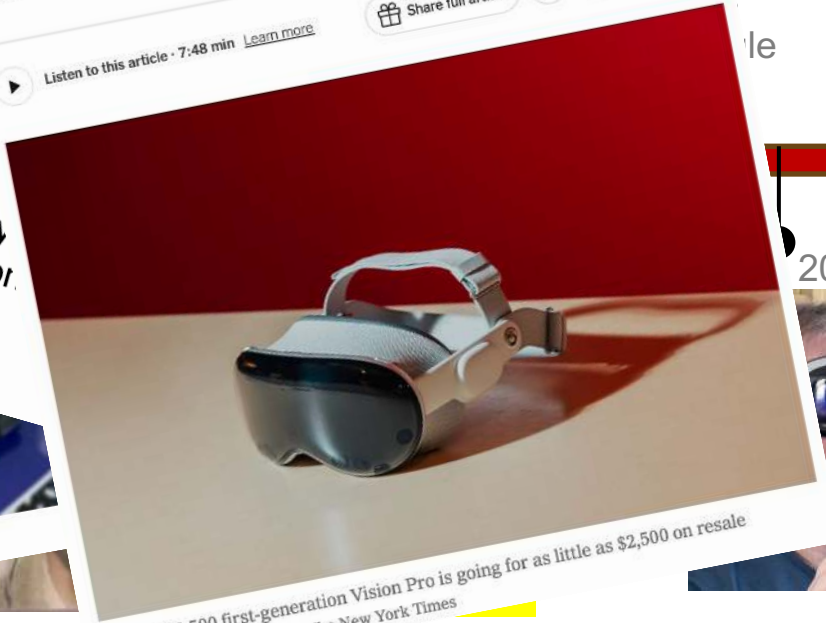 Share full
Listen to this article · 7:48 min Learn more
le
20
first-generation Vision Pro is going for as little as $2,500 on resale
New York Times